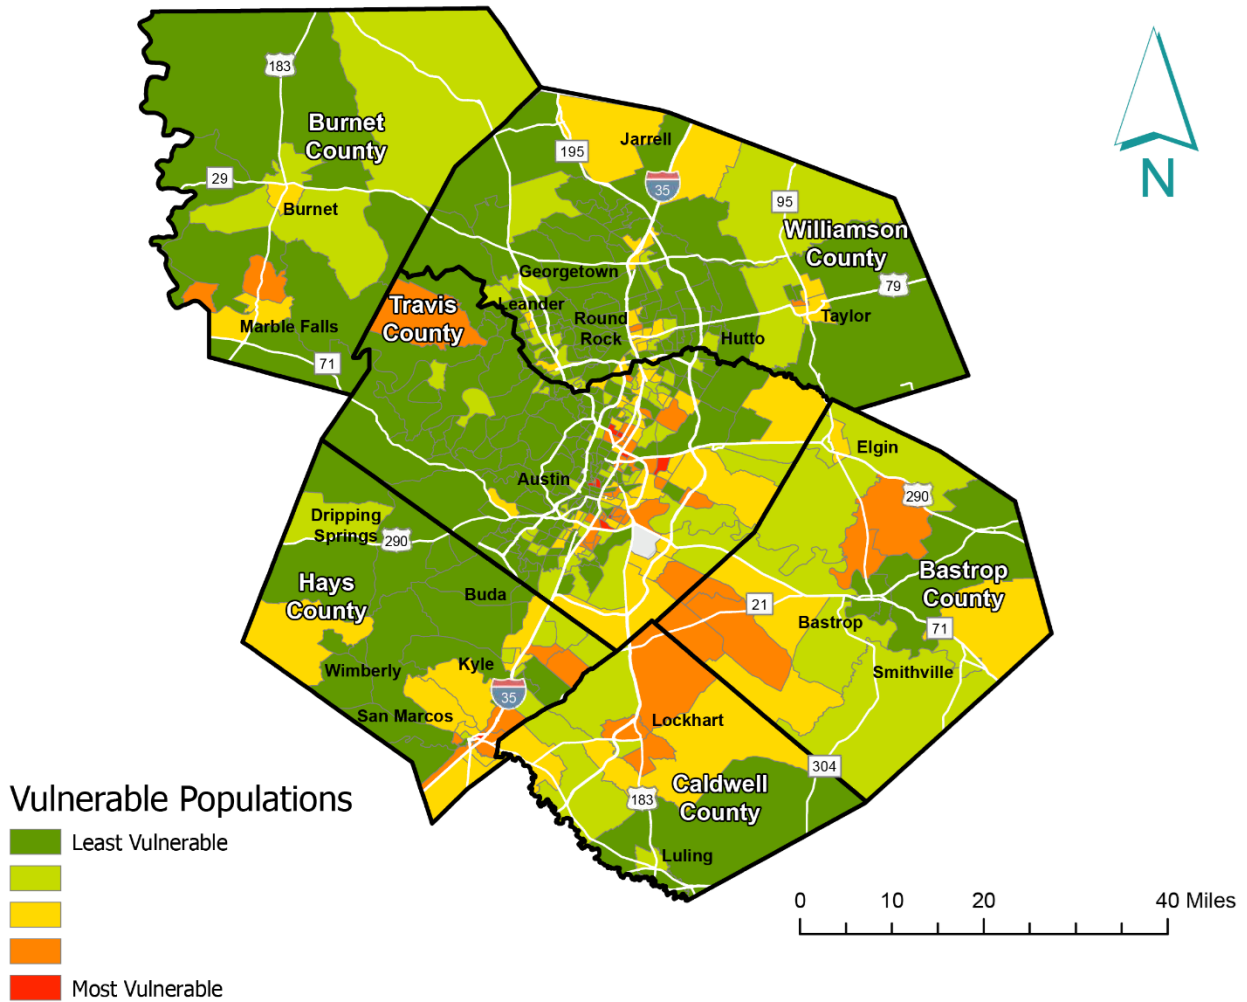 183
Burnet
County
195
Jarrell
35
29
Burnet
95
Williamson
County
Georgetown
79
Travis
County
Leander
Round
Rock
Hutto
Taylor
Marble Falls
71
Elgin
Austin
290
Dripping
Springs
290
Hays
County
Buda
Bastrop
County
21
Bastrop
71
Wimberly
Kyle
Smithville
35
San Marcos
Lockhart
304
Caldwell
County
183
Luling
N
Vulnerable Populations
Least Vulnerable
Most Vulnerable
0 10 20 40 Miles